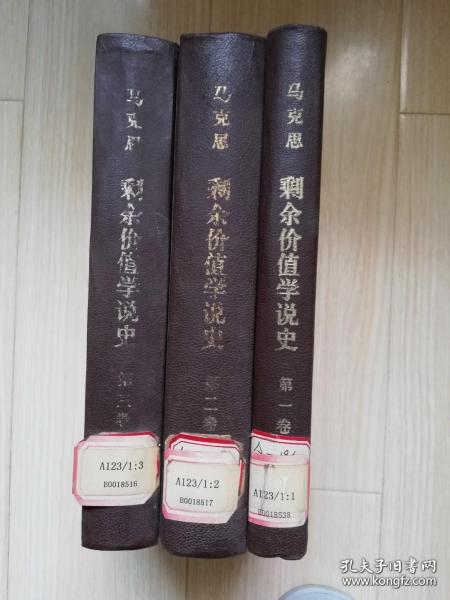 马克思
剩余价值学说史
第三卷
A123/1:3
B0018516
马克思
剩余价值学说史
第二卷
A123/1:2
B0018517
马克思
剩余价值学说史
第一卷
A123/1:1
B0018538
孔夫子旧书网
www.kongfz.com